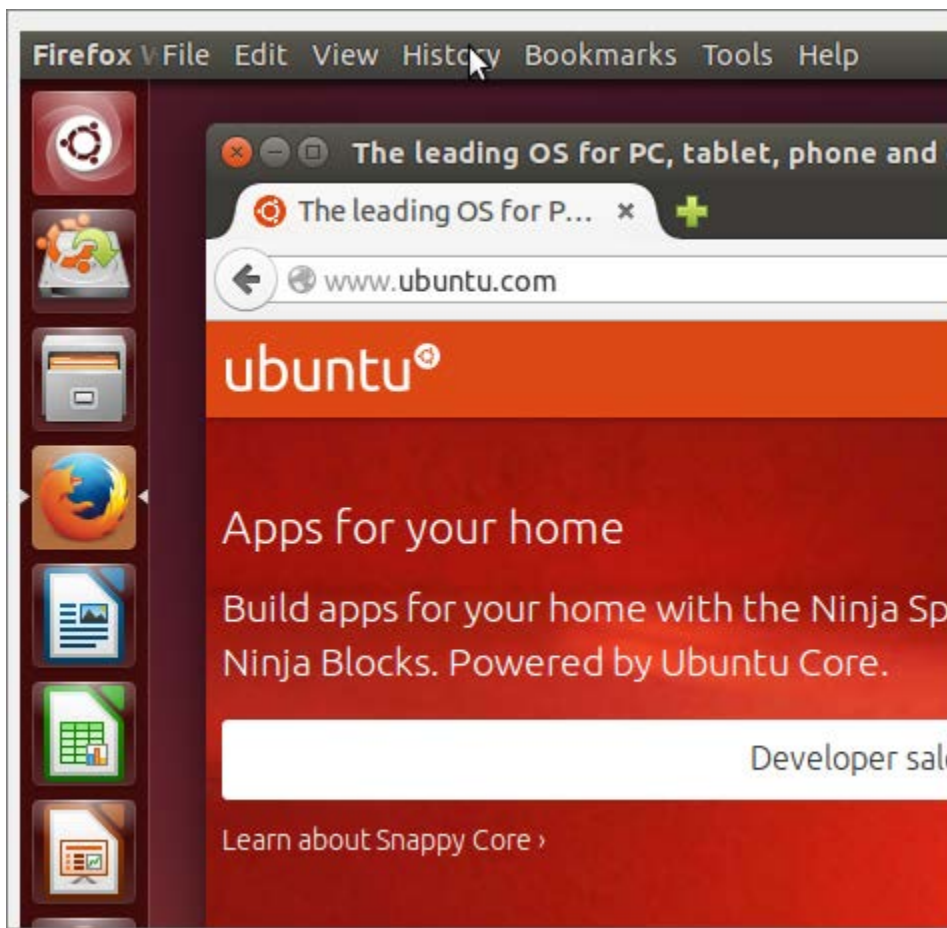 Firefox W File Edit View History Bookmarks Tools Help
The leading OS for PC, tablet, phone and
The leading OS for P...
www.ubuntu.com
ubuntu
Apps for your home
Build apps for your home with the Ninja Sp
Ninja Blocks. Powered by Ubuntu Core.
Developer sal
Learn about Snappy Core ›